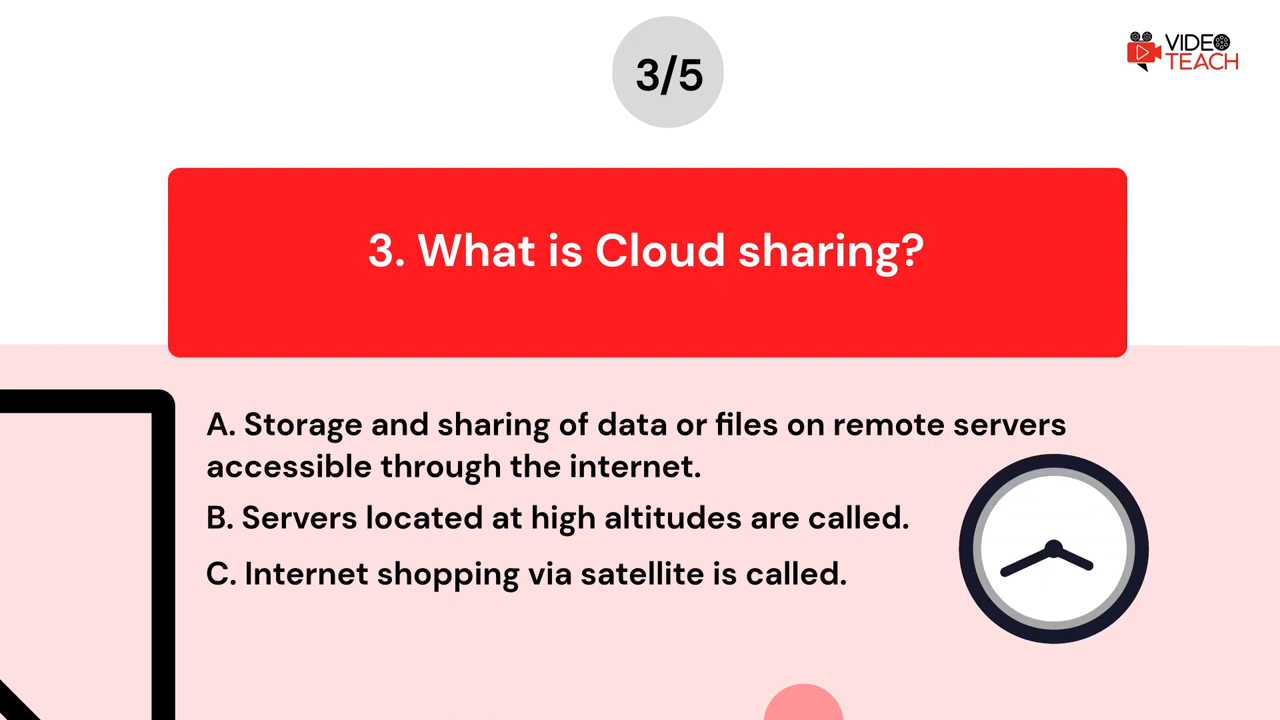 3/5
VIDEO
TEACH
3. What is Cloud sharing?
A. Storage and sharing of data or files on remote servers
accessible through the internet.
B. Servers located at high altitudes are called.
C. Internet shopping via satellite is called.